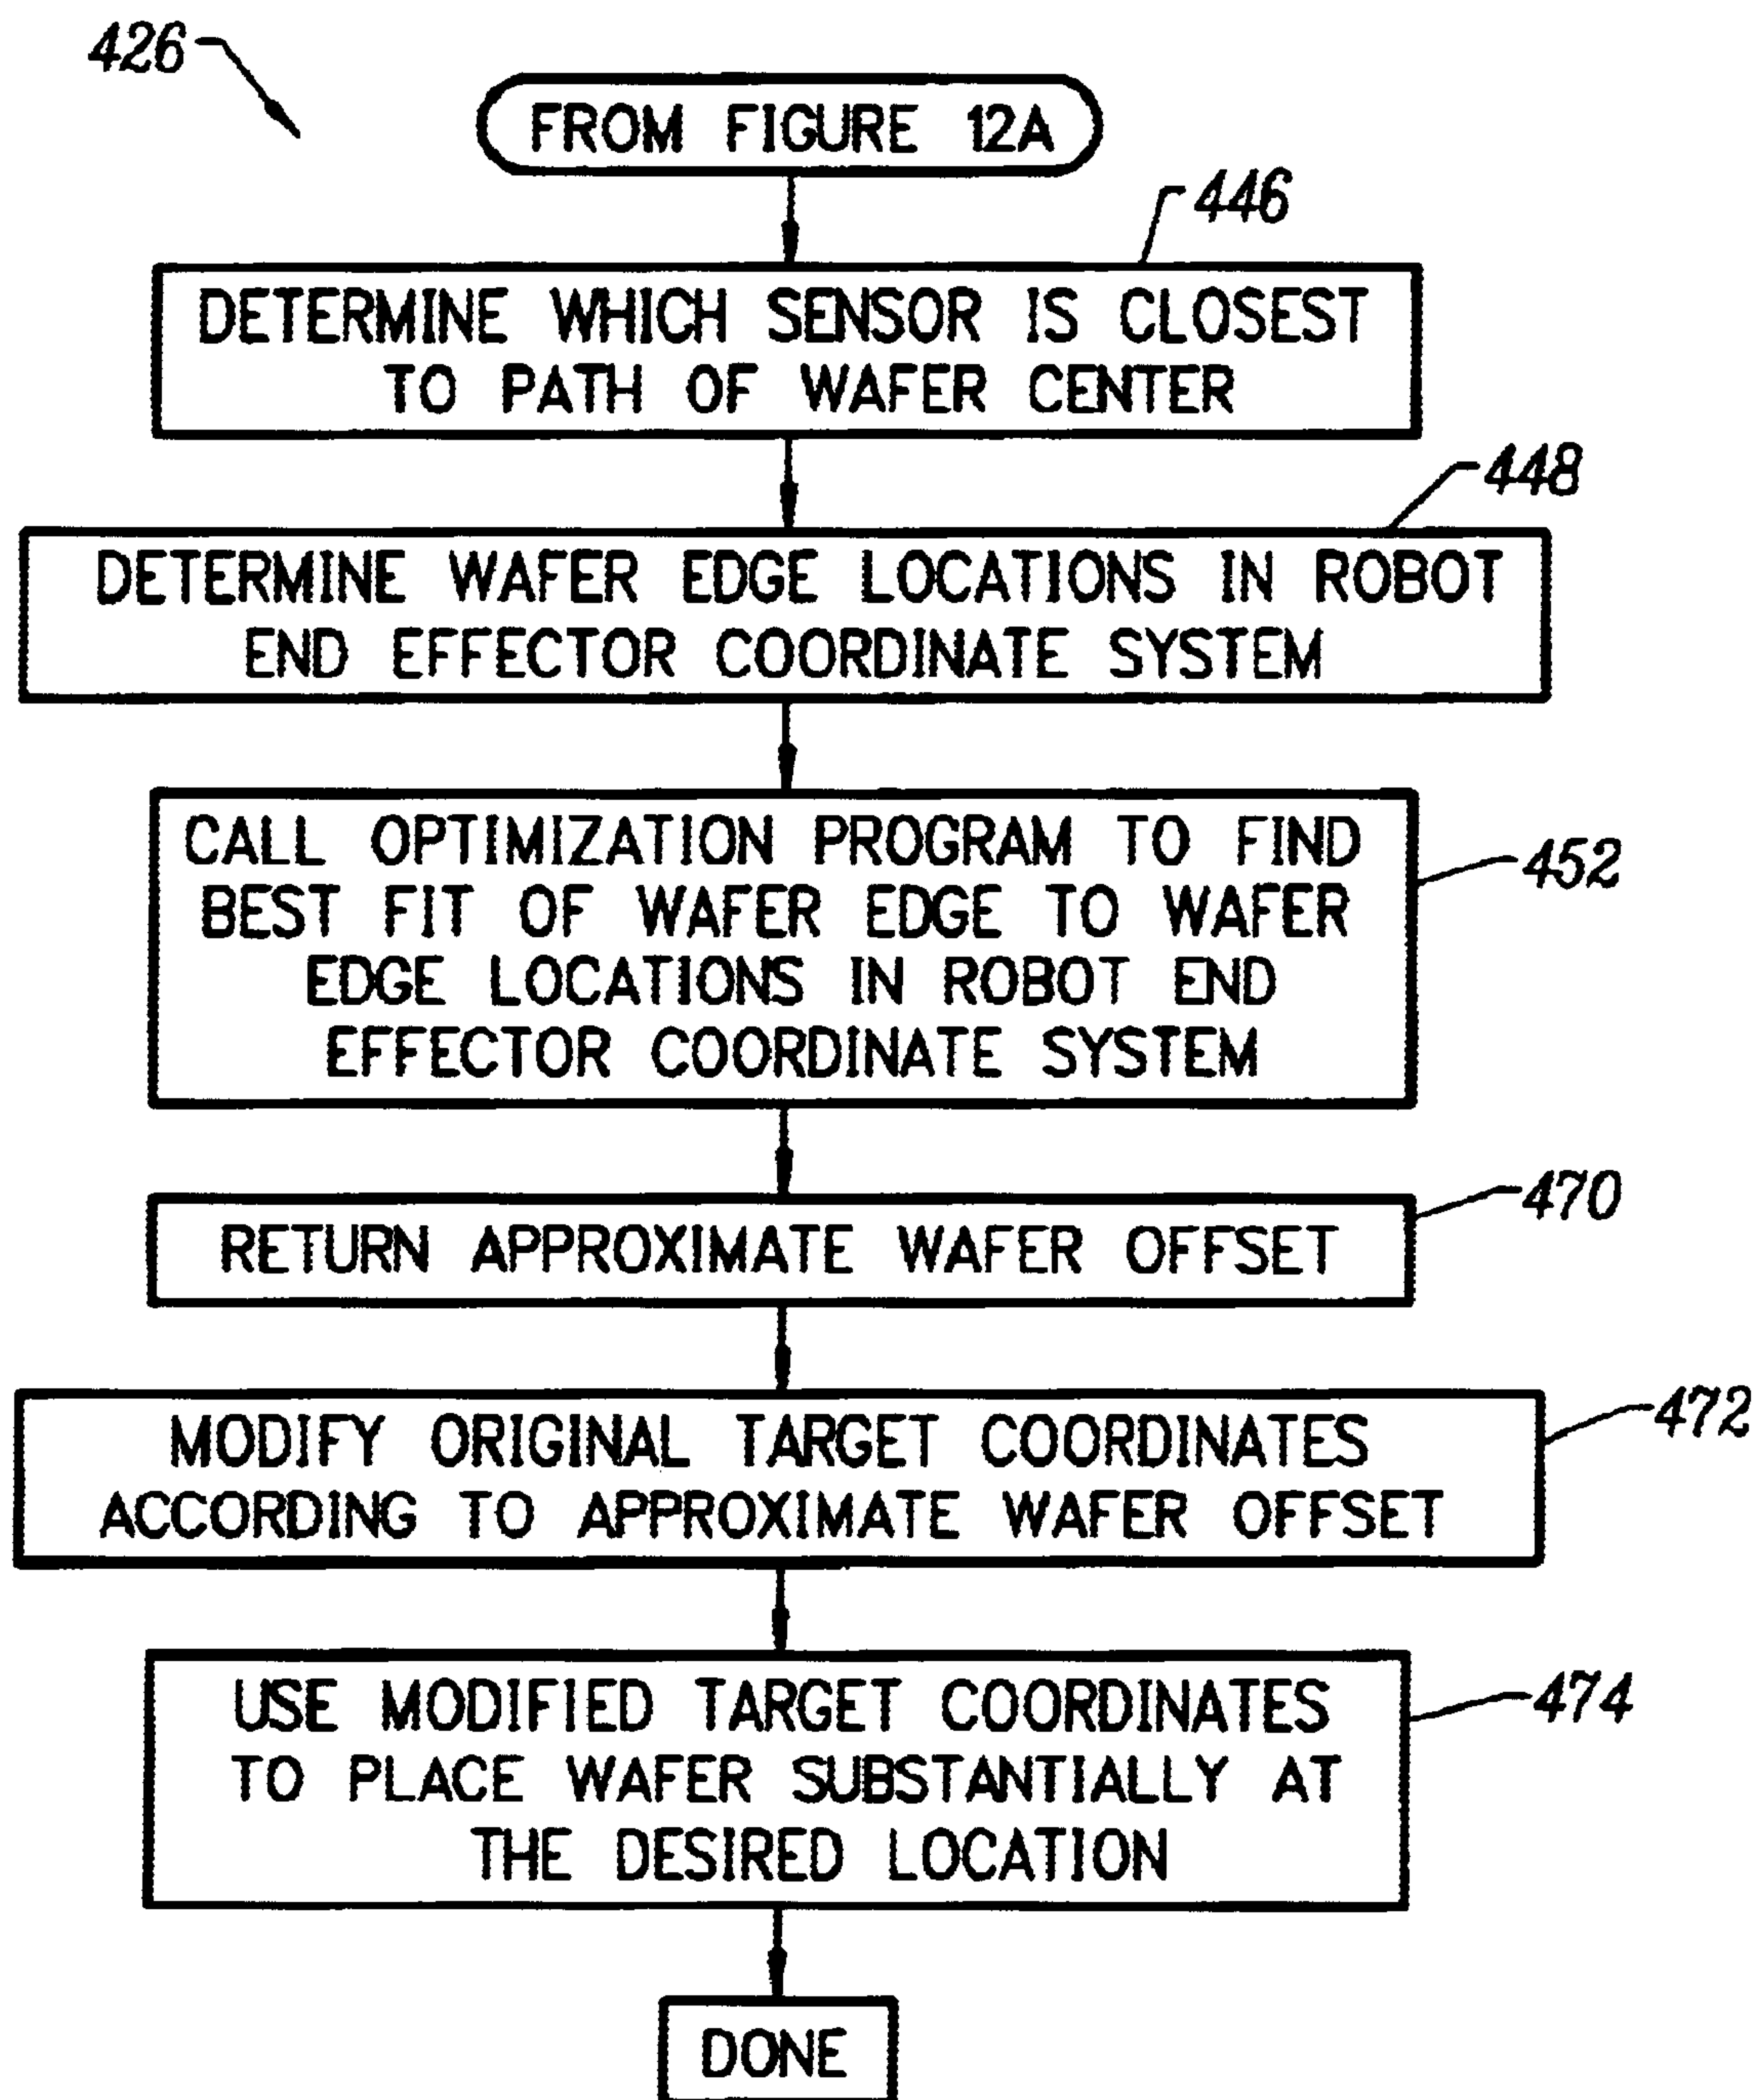 426
FROM FIGURE 12A
446
DETERMINE WHICH SENSOR IS CLOSEST
TO PATH OF WAFER CENTER
448
DETERMINE WAFER EDGE LOCATIONS IN ROBOT
END EFFECTOR COORDINATE SYSTEM
CALL OPTIMIZATION PROGRAM TO FIND
BEST FIT OF WAFER EDGE TO WAFER
EDGE LOCATIONS IN ROBOT END
EFFECTOR COORDINATE SYSTEM
452
RETURN APPROXIMATE WAFER OFFSET
470
MODIFY ORIGINAL TARGET COORDINATES
ACCORDING TO APPROXIMATE WAFER OFFSET
472
USE MODIFIED TARGET COORDINATES
TO PLACE WAFER SUBSTANTIALLY AT
THE DESIRED LOCATION
474
DONE